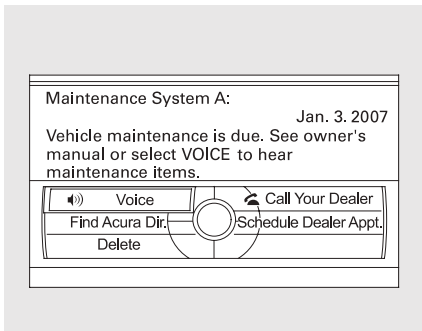 Maintenance System A:
Jan. 3. 2007
Vehicle maintenance is due. See owner's
manual or select VOICE to hear
maintenance items.
Voice
Call Your Dealer
Find Acura Dir.
Schedule Dealer Appt.
Delete